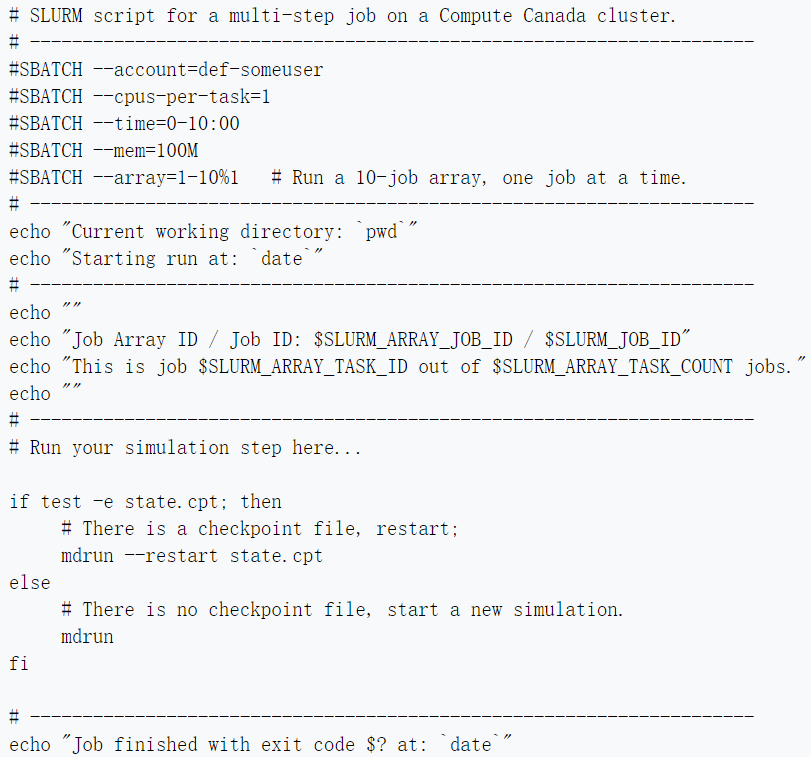 # SLURM script for a multi-step job on a Compute Canada cluster.
# ---------------------------------------------------------------------
#SBATCH --account=def-someuser
#SBATCH --cpus-per-task=1
#SBATCH --time=0-10:00
#SBATCH --mem=100M
#SBATCH --array=1-10%1   # Run a 10-job array, one job at a time.
# ---------------------------------------------------------------------
echo "Current working directory: `pwd`"
echo "Starting run at: `date`"
# ---------------------------------------------------------------------
echo ""
echo "Job Array ID / Job ID: $SLURM_ARRAY_JOB_ID / $SLURM_JOB_ID"
echo "This is job $SLURM_ARRAY_TASK_ID out of $SLURM_ARRAY_TASK_COUNT jobs."
echo ""
# ---------------------------------------------------------------------
# Run your simulation step here...

if test -e state.cpt; then
     # There is a checkpoint file, restart;
     mdrun --restart state.cpt
else
     # There is no checkpoint file, start a new simulation.
     mdrun
fi

# ---------------------------------------------------------------------
echo "Job finished with exit code $? at: `date`"